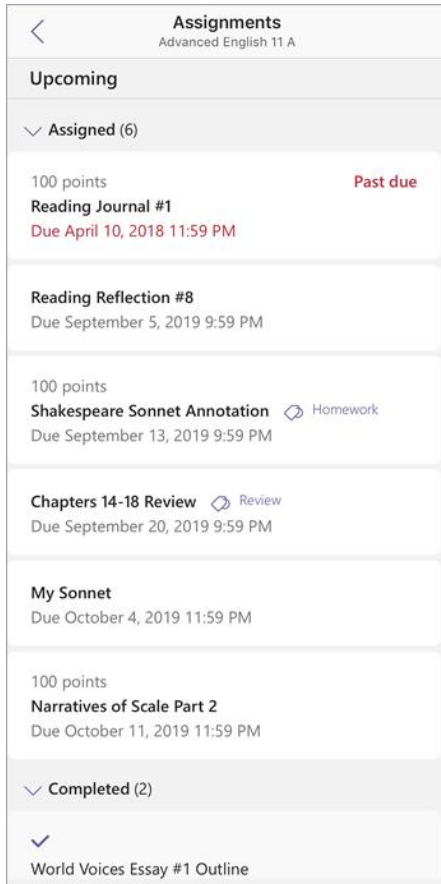 Assignments
Advanced English 11 A
Upcoming
Assigned (6)
100 points Past due
Reading Journal #1
Due April 10, 2018 11:59 PM
Reading Reflection #8
Due September 5, 2019 9:59 PM
100 points
Shakespeare Sonnet Annotation Homework
Due September 13, 2019 9:59 PM
Chapters 14-18 Review Review
Due September 20, 2019 9:59 PM
My Sonnet
Due October 4, 2019 11:59 PM
100 points
Narratives of Scale Part 2
Due October 11, 2019 11:59 PM
Completed (2)
World Voices Essay #1 Outline